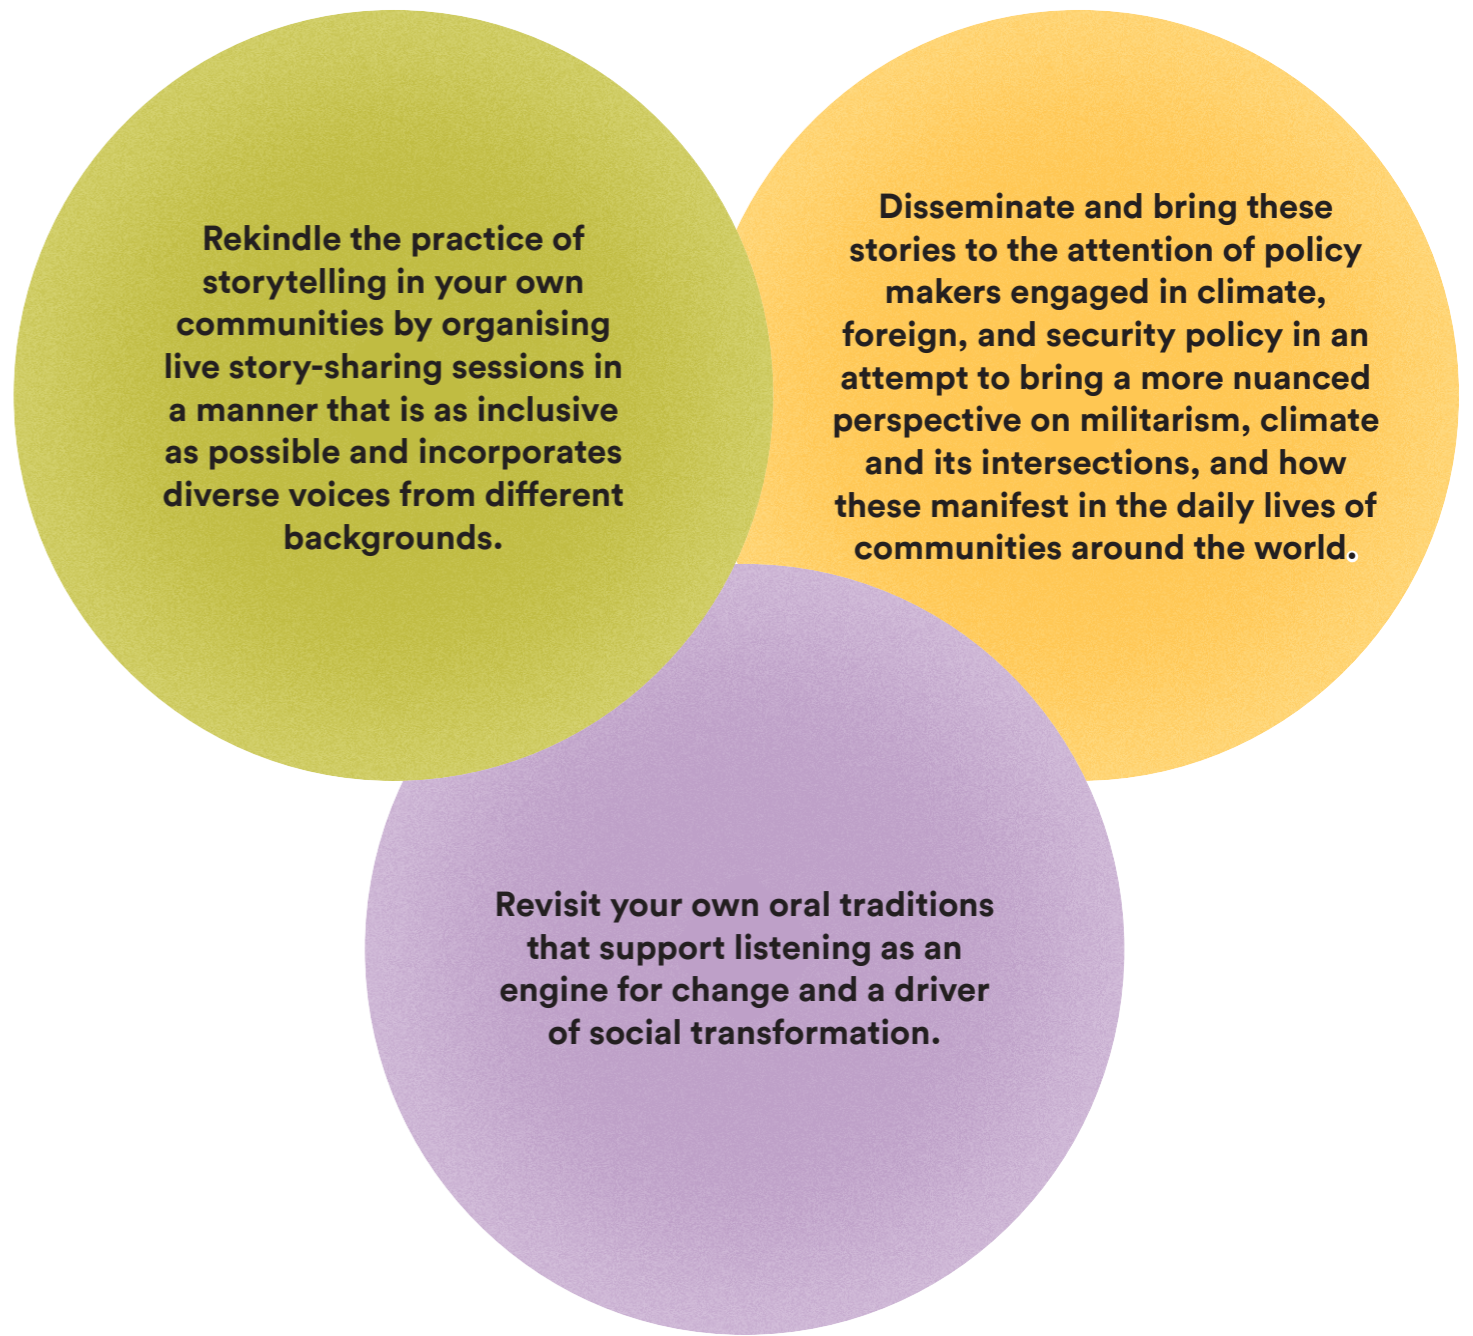 Rekindle the practice of
storytelling in your own
communities by organising
live story-sharing sessions in
a manner that is as inclusive
as possible and incorporates
diverse voices from different
backgrounds.
Disseminate and bring these
stories to the attention of policy
makers engaged in climate,
foreign, and security policy in an
attempt to bring a more nuanced
perspective on militarism, climate
and its intersections, and how
these manifest in the daily lives of
communities around the world.
Revisit your own oral traditions
that support listening as an
engine for change and a driver
of social transformation.